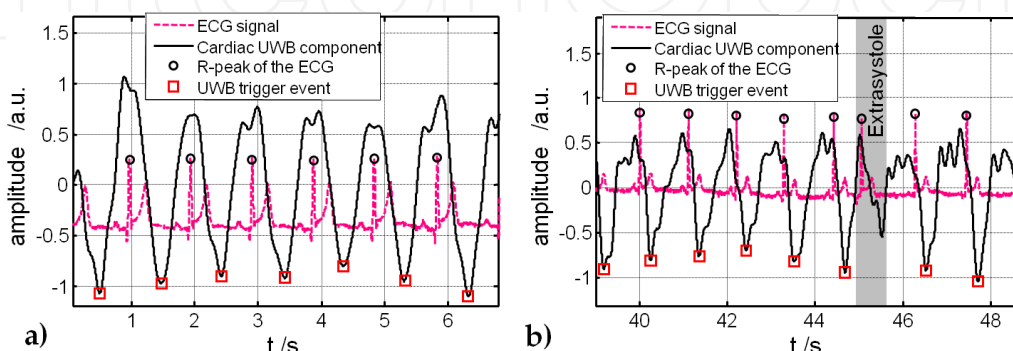 ECG signal
Cardiac UWB component
R-peak of the ECG
UWB trigger event
amplitude /a.u.
1
0.5
0
-0.5
-1
1 2 3 4 5 6
t /s
a)
ECG signal
Cardiac UWB component
R-peak of the ECG
UWB trigger event
Extrasystole
amplitude /a.u.
1.5
1
0.5
0
-0.5
-1
40 42 44 46 48
t /s
b)